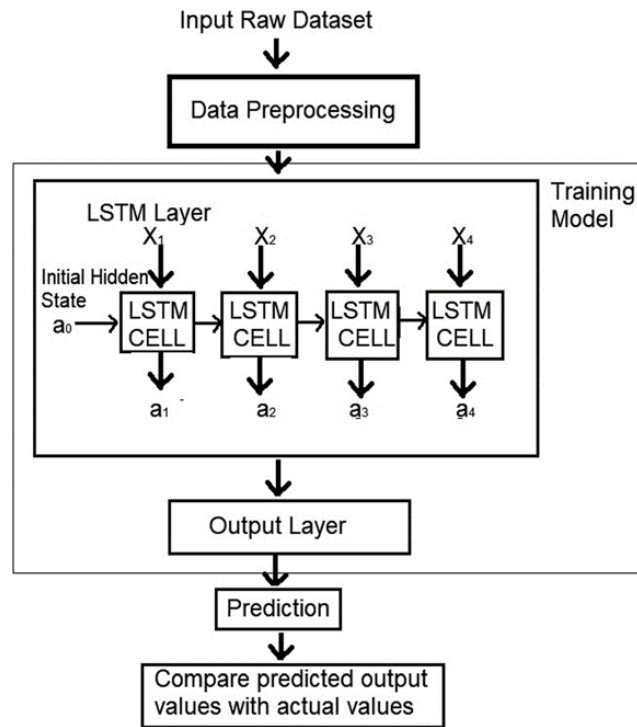 Input Raw Dataset
Data Preprocessing
Training
Model
LSTM Layer
X1 X2 X3 X4
Initial Hidden
State
a0
LSTM
CELL
LSTM
CELL
LSTM
CELL
LSTM
CELL
a1 a2 a3 a4
Output Layer
Prediction
Compare predicted output
values with actual values